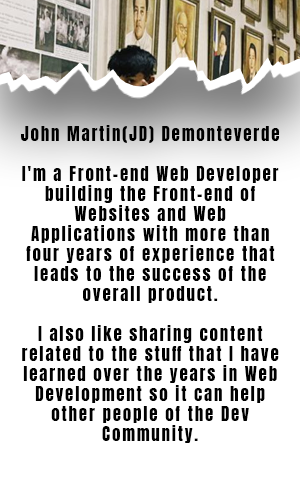 John Martin(JD) Demonteverde
I'm a Front-end Web Developer
building the Front-end of
Websites and Web
Applications with more than
four years of experience that
leads to the success of the
overall product.
I also like sharing content
related to the stuff that I have
learned over the years in Web
Development so it can help
other people of the Dev
Community.